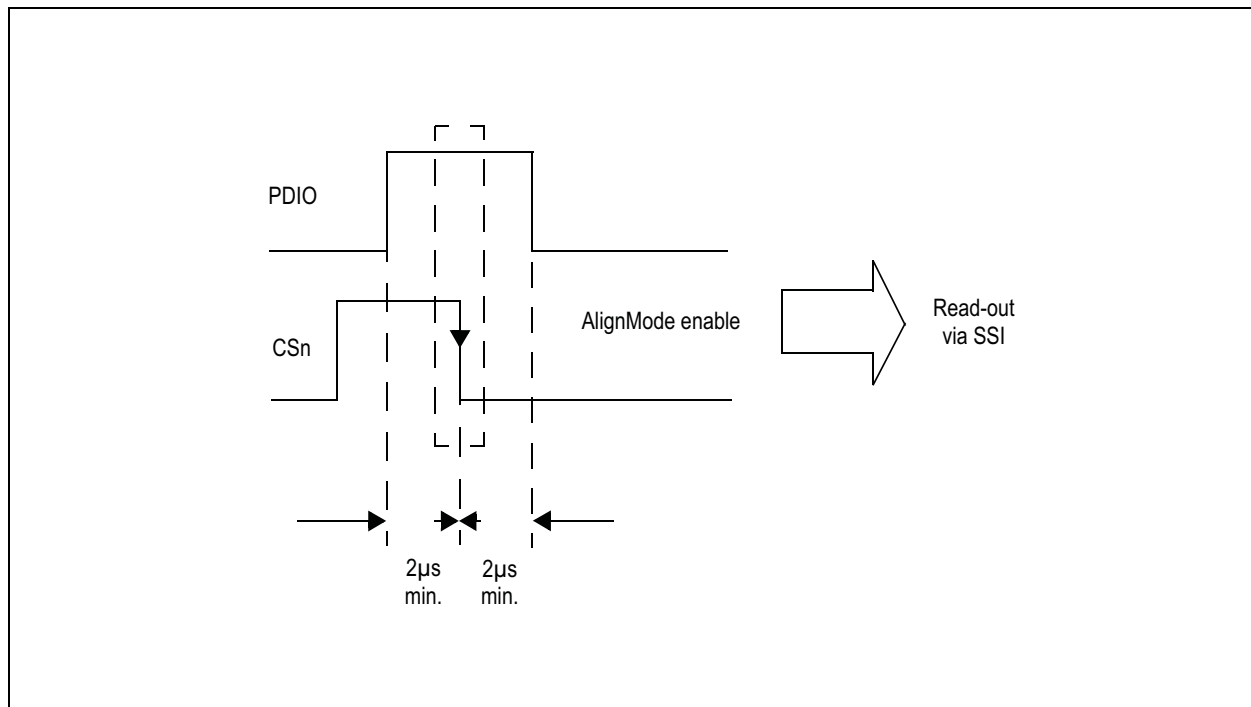 PDIO
CSn
AlignMode enable
Read-out
via SSI
2µs
min.
2µs
min.